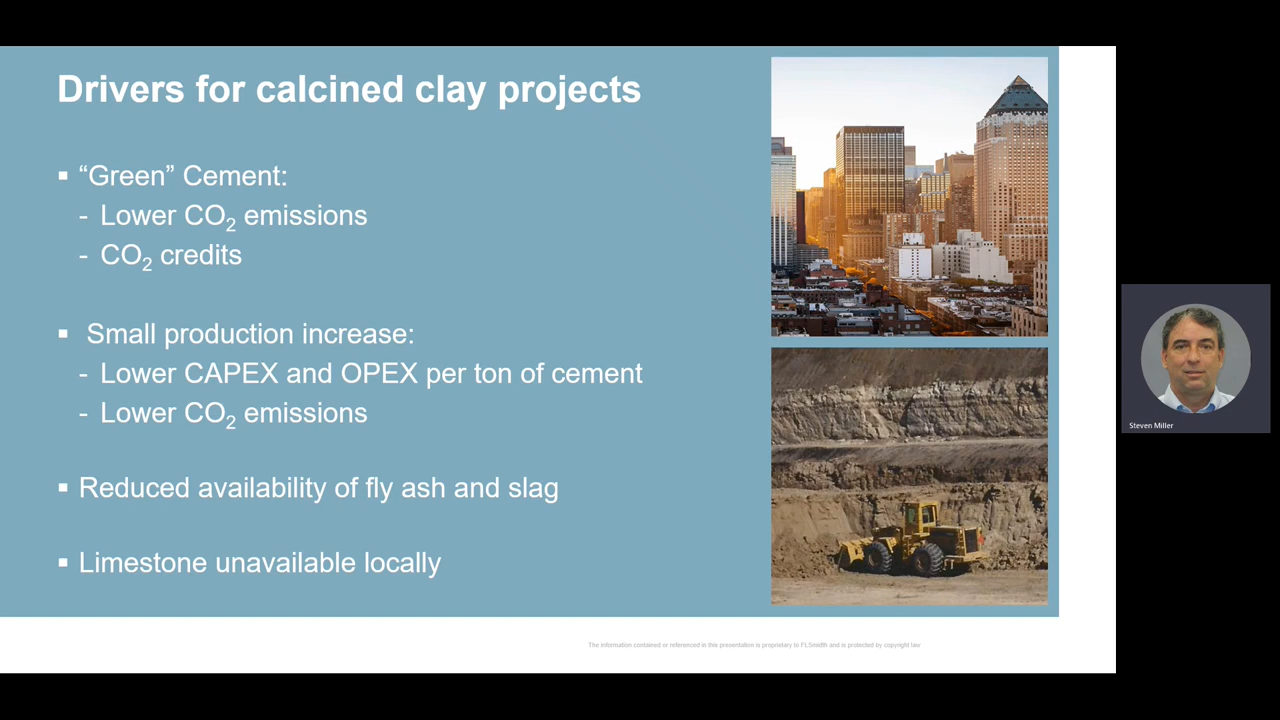 Drivers for calcined clay projects
▪ “Green” Cement:
- Lower CO₂ emissions
- CO₂ credits
▪ Small production increase:
- Lower CAPEX and OPEX per ton of cement
- Lower CO₂ emissions
▪ Reduced availability of fly ash and slag
▪ Limestone unavailable locally
The information contained or referenced in this presentation is proprietary to FLSmidth and is protected by copyright law
Steven Miller